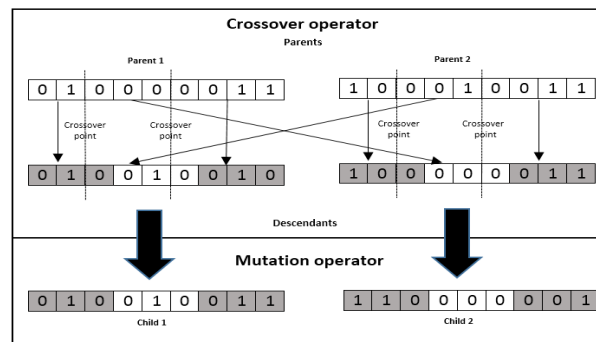 Crossover operator
Parents
Parent 1 Parent 2
0 1 0 0 0 0 0 1 1 1 0 0 0 1 0 0 1 1
Crossover point Crossover point Crossover point Crossover point
0 1 0 0 1 0 0 1 0 1 0 0 0 0 0 0 1 1
Descendants
Mutation operator
0 1 0 0 1 0 0 1 1 1 1 0 0 0 0 0 0 1
Child 1 Child 2